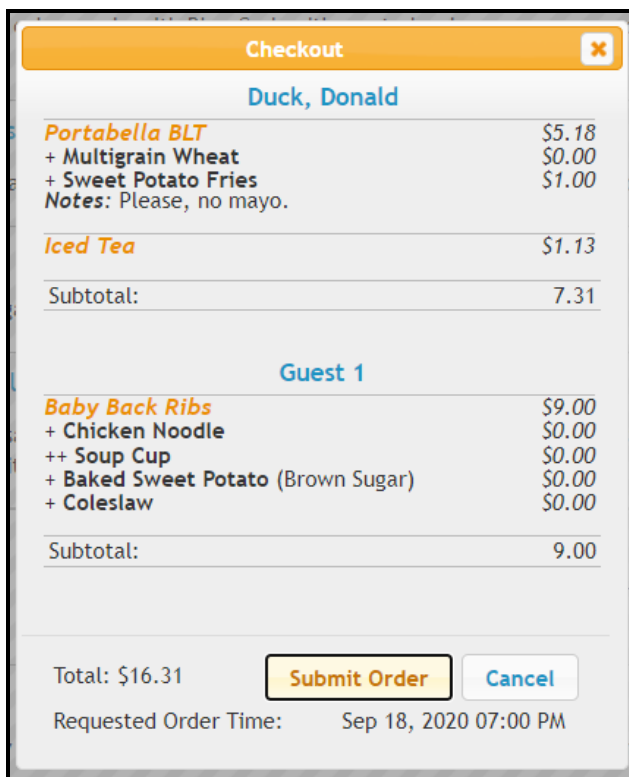 Checkout
Duck, Donald
Portabella BLT $5.18
+ Multigrain Wheat $0.00
+ Sweet Potato Fries $1.00
Notes: Please, no mayo.
Iced Tea $1.13
Subtotal: 7.31
Guest 1
Baby Back Ribs $9.00
+ Chicken Noodle $0.00
++ Soup Cup $0.00
+ Baked Sweet Potato (Brown Sugar) $0.00
+ Coleslaw $0.00
Subtotal: 9.00
Total: $16.31 Submit Order Cancel
Requested Order Time: Sep 18, 2020 07:00 PM